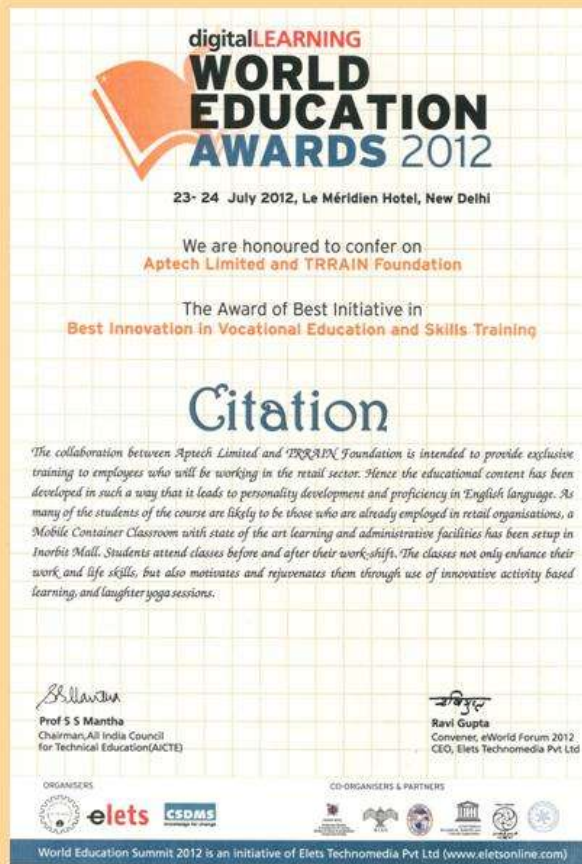 digitalLEARNING
WORLD
EDUCATION
AWARDS 2012
23- 24 July 2012, Le Méridien Hotel, New Delhi
We are honoured to confer on
Aptech Limited and TRRAIN Foundation
The Award of Best Initiative in
Best Innovation in Vocational Education and Skills Training
Citation
The collaboration between Aptech Limited and TRRAIN Foundation is intended to provide exclusive
training to employees who will be working in the retail sector. Hence the educational content has been
developed in such a way that it leads to personality development and proficiency in English language. As
many of the students of the course are likely to be those who are already employed in retail organisations, a
Mobile Container Classroom with state of the art learning and administrative facilities has been setup in
Inorbit Mall. Students attend classes before and after their work-shift. The classes not only enhance their
work and life skills, but also motivates and rejuvenates them through use of innovative activity based
learning, and laughter yoga sessions.
SSMantha
Prof S S Mantha
Chairman,All India Council
for Technical Education(AICTE)
Ravi Gupta
Convener, eWorld Forum 2012
CEO, Elets Technomedia Pvt Ltd
ORGANISERS
CO-ORGANISERS & PARTNERS
elets
CSDMS
knowledge for change
World Education Summit 2012 is an initiative of Elets Technomedia Pvt Ltd (www.eletsonline.com)